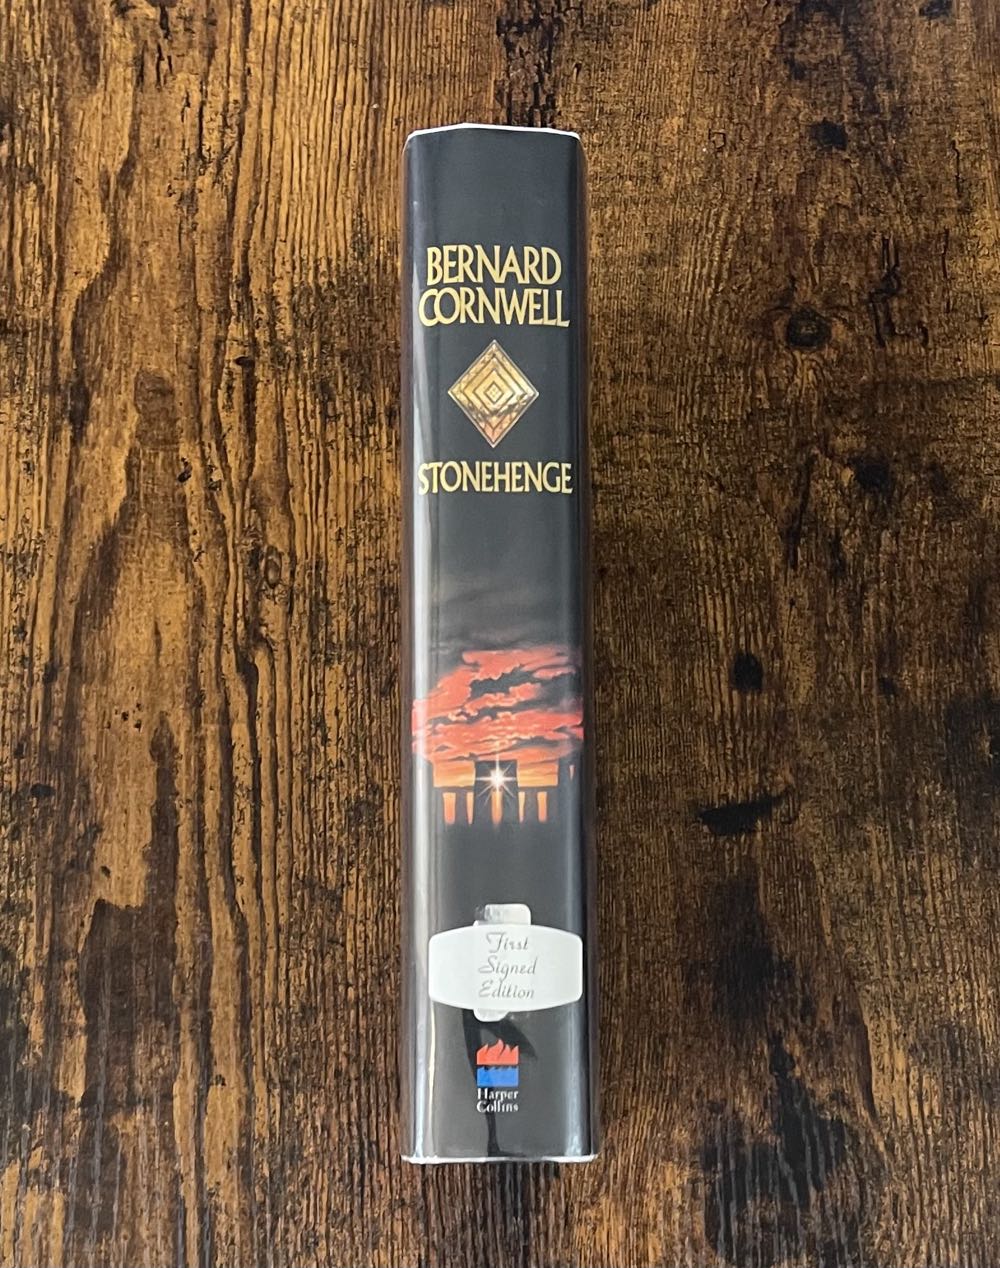 BERNARD
CORNWELL
STONEHENGE
First
Signed
Edition
Harper
Collins